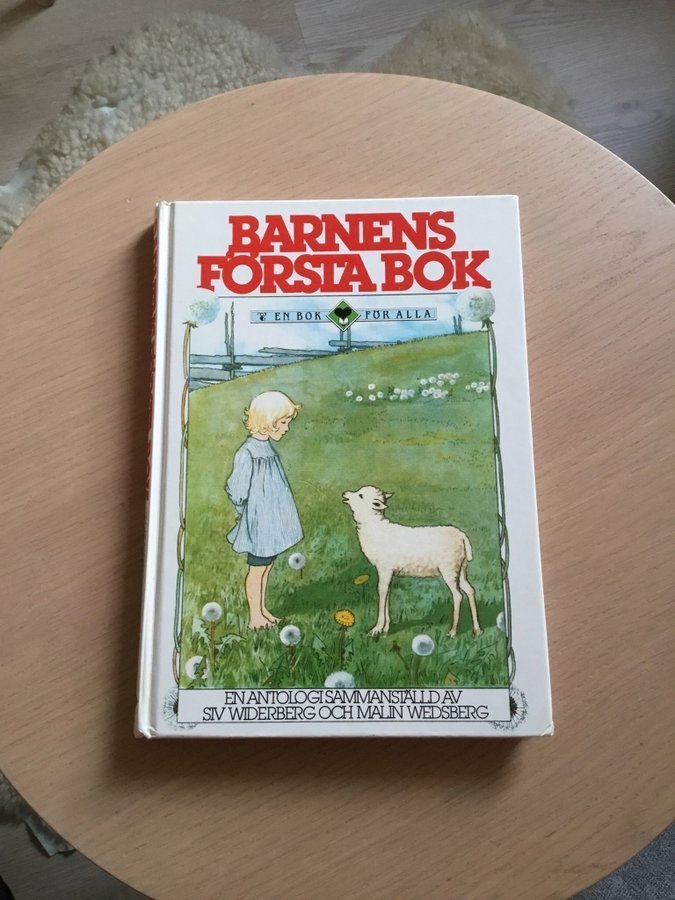 BARNENS
FÖRSTA BOK
EN BOK FÖR ALLA
EN ANTOLOGI SAMMANSTÄLLD AV
SIV WIDERBERG OCH MALIN WEDSBERG